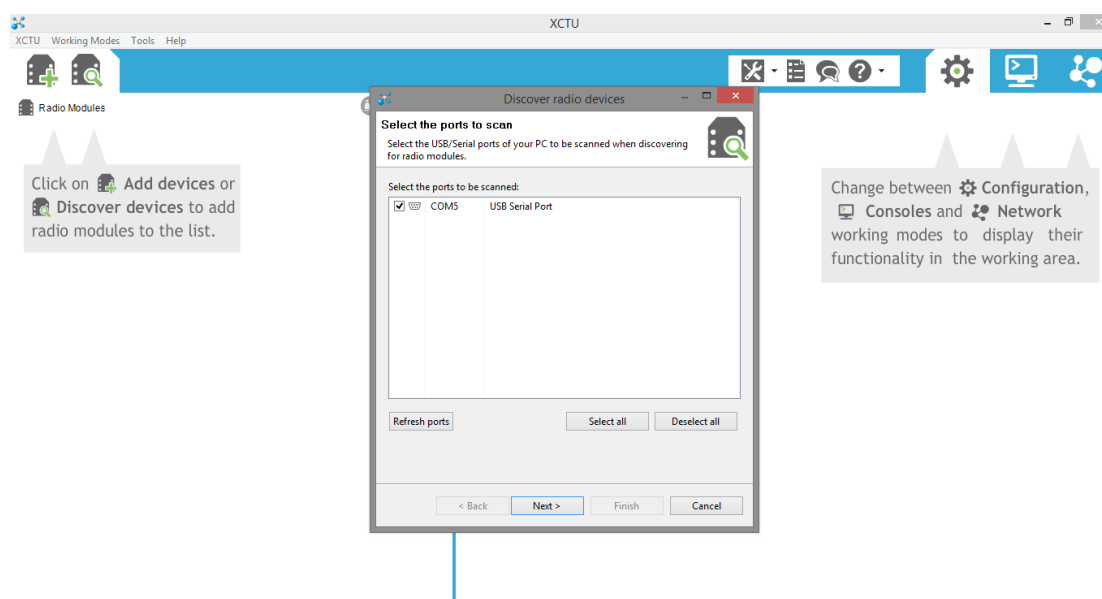 XCTU
XCTU Working Modes Tools Help
Radio Modules
Click on Add devices or
Discover devices to add
radio modules to the list.
Discover radio devices
Select the ports to scan
Select the USB/Serial ports of your PC to be scanned when discovering
for radio modules.
Select the ports to be scanned:
COM5 USB Serial Port
Refresh ports Select all Deselect all
< Back Next > Finish Cancel
Change between Configuration,
Consoles and Network
working modes to display their
functionality in the working area.